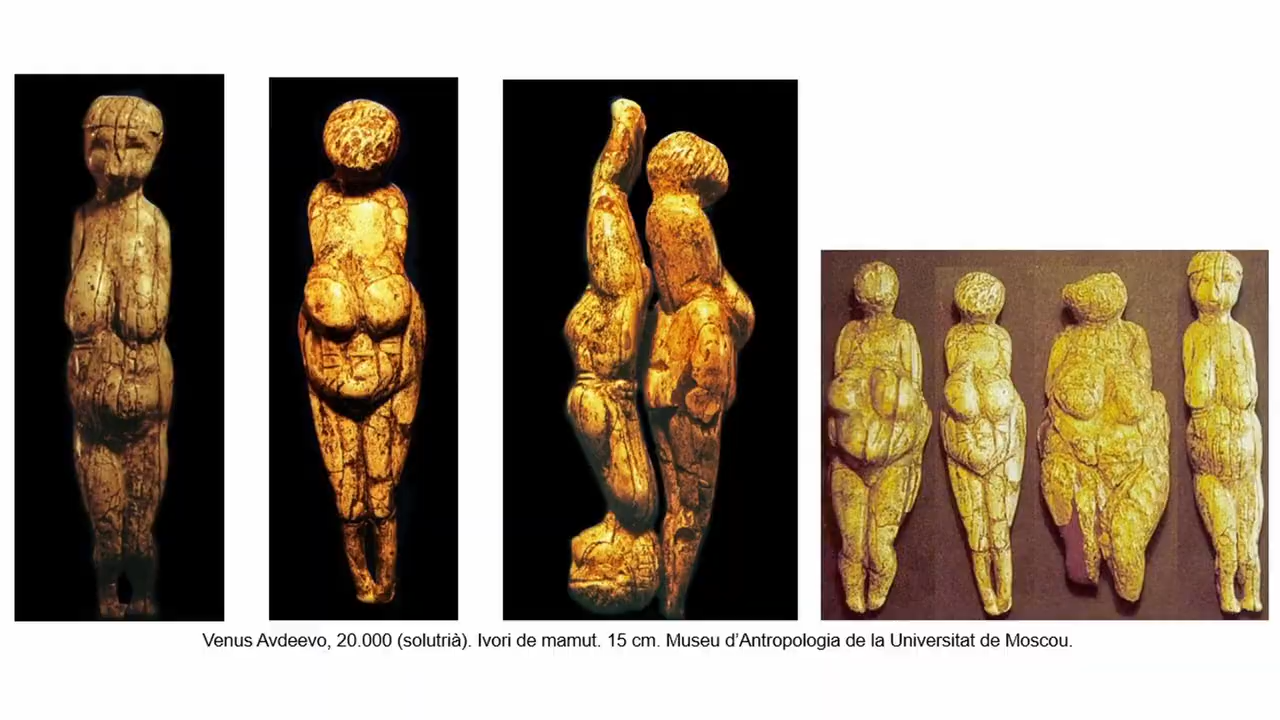 Venus Avdeevo, 20.000 (solutrià). Ivori de mamut. 15 cm. Museu d’Antropologia de la Universitat de Moscou.